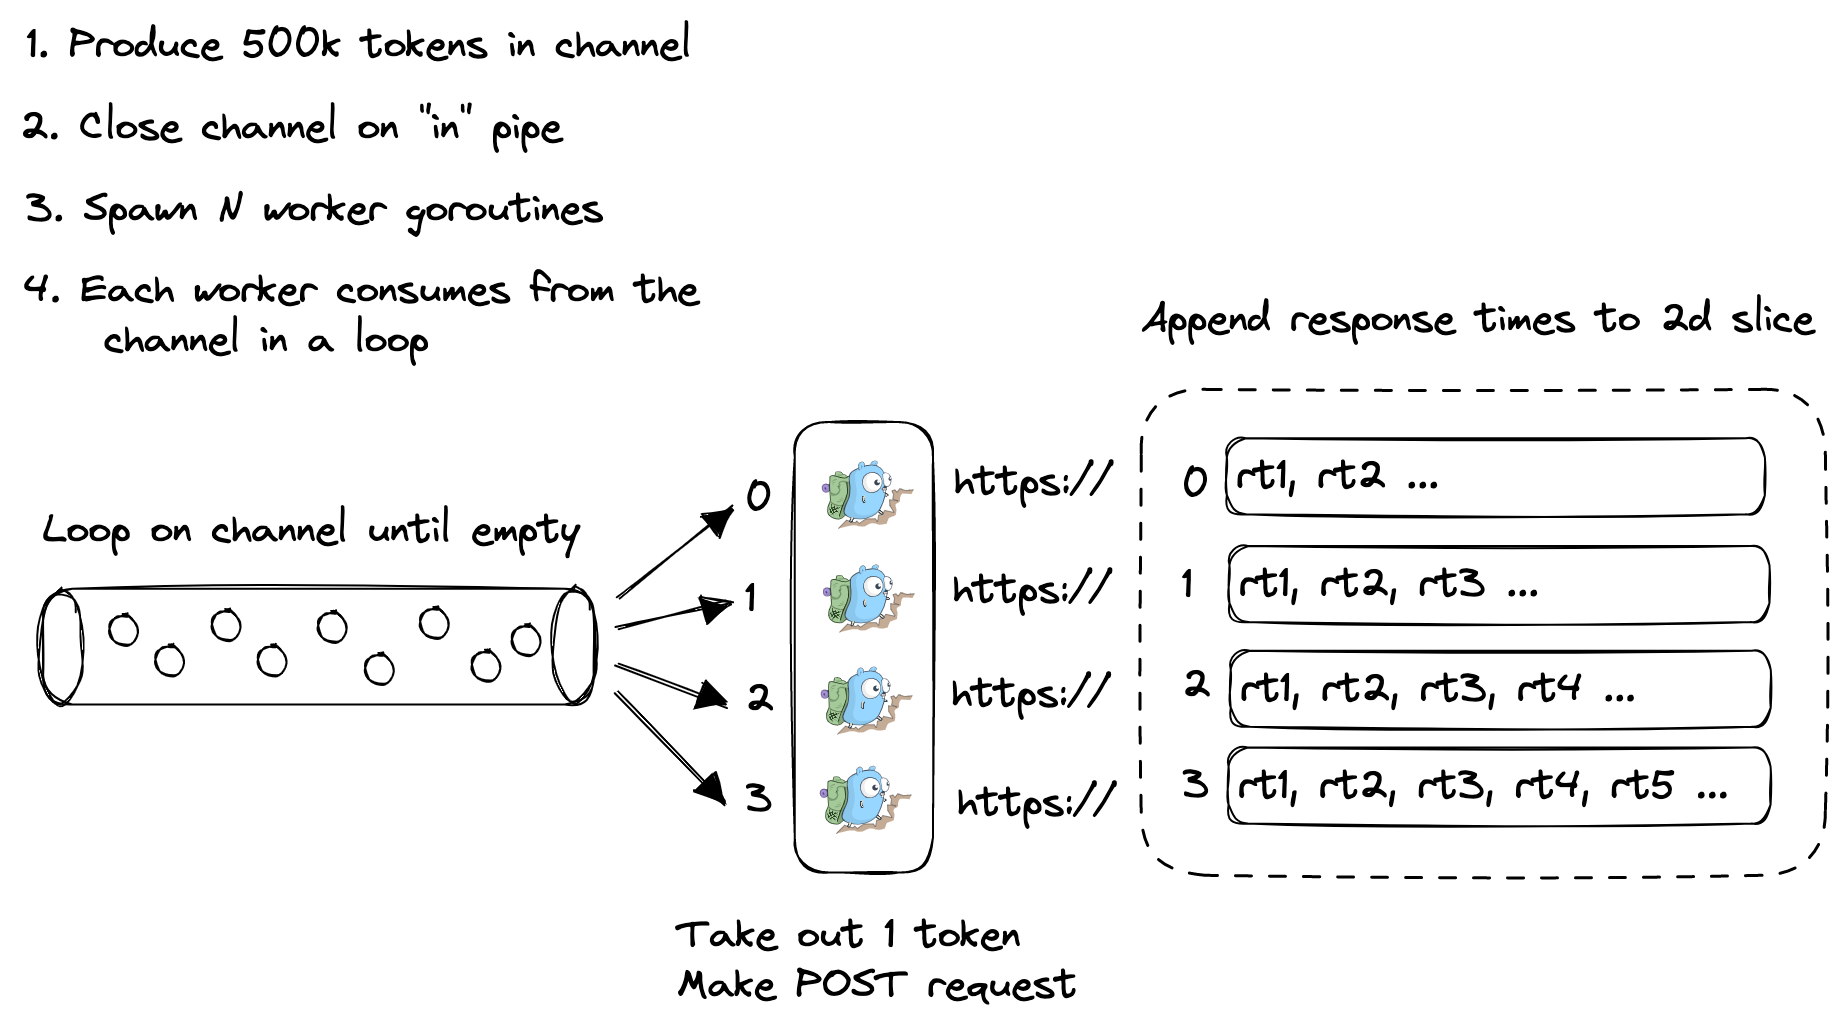 1. Produce 500k tokens in channel
2. Close channel on "in" pipe
3. Spawn N worker goroutines
4. Each worker consumes from the
channel in a loop
Append response times to 2d slice
Loop on channel until empty
0
https://
0
rt1, rt2 ...
1
https://
1
rt1, rt2, rt3 ...
2
https://
2
rt1, rt2, rt3, rt4 ...
3
https://
3
rt1, rt2, rt3, rt4, rt5 ...
Take out 1 token
Make POST request